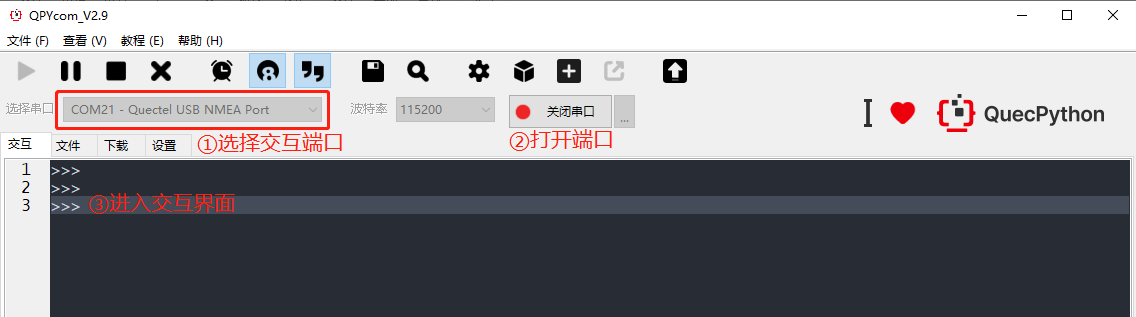 QPYcom_V2.9
文件 (F) 查看 (V) 教程 (E) 帮助 (H)
选择串口 COM21 - Quectel USB NMEA Port 波特率 115200 关闭串口 ... I QuecPython
①选择交互端口 ②打开端口
交互 文件 下载 设置
1 >>>
2 >>>
3 >>> ③进入交互界面